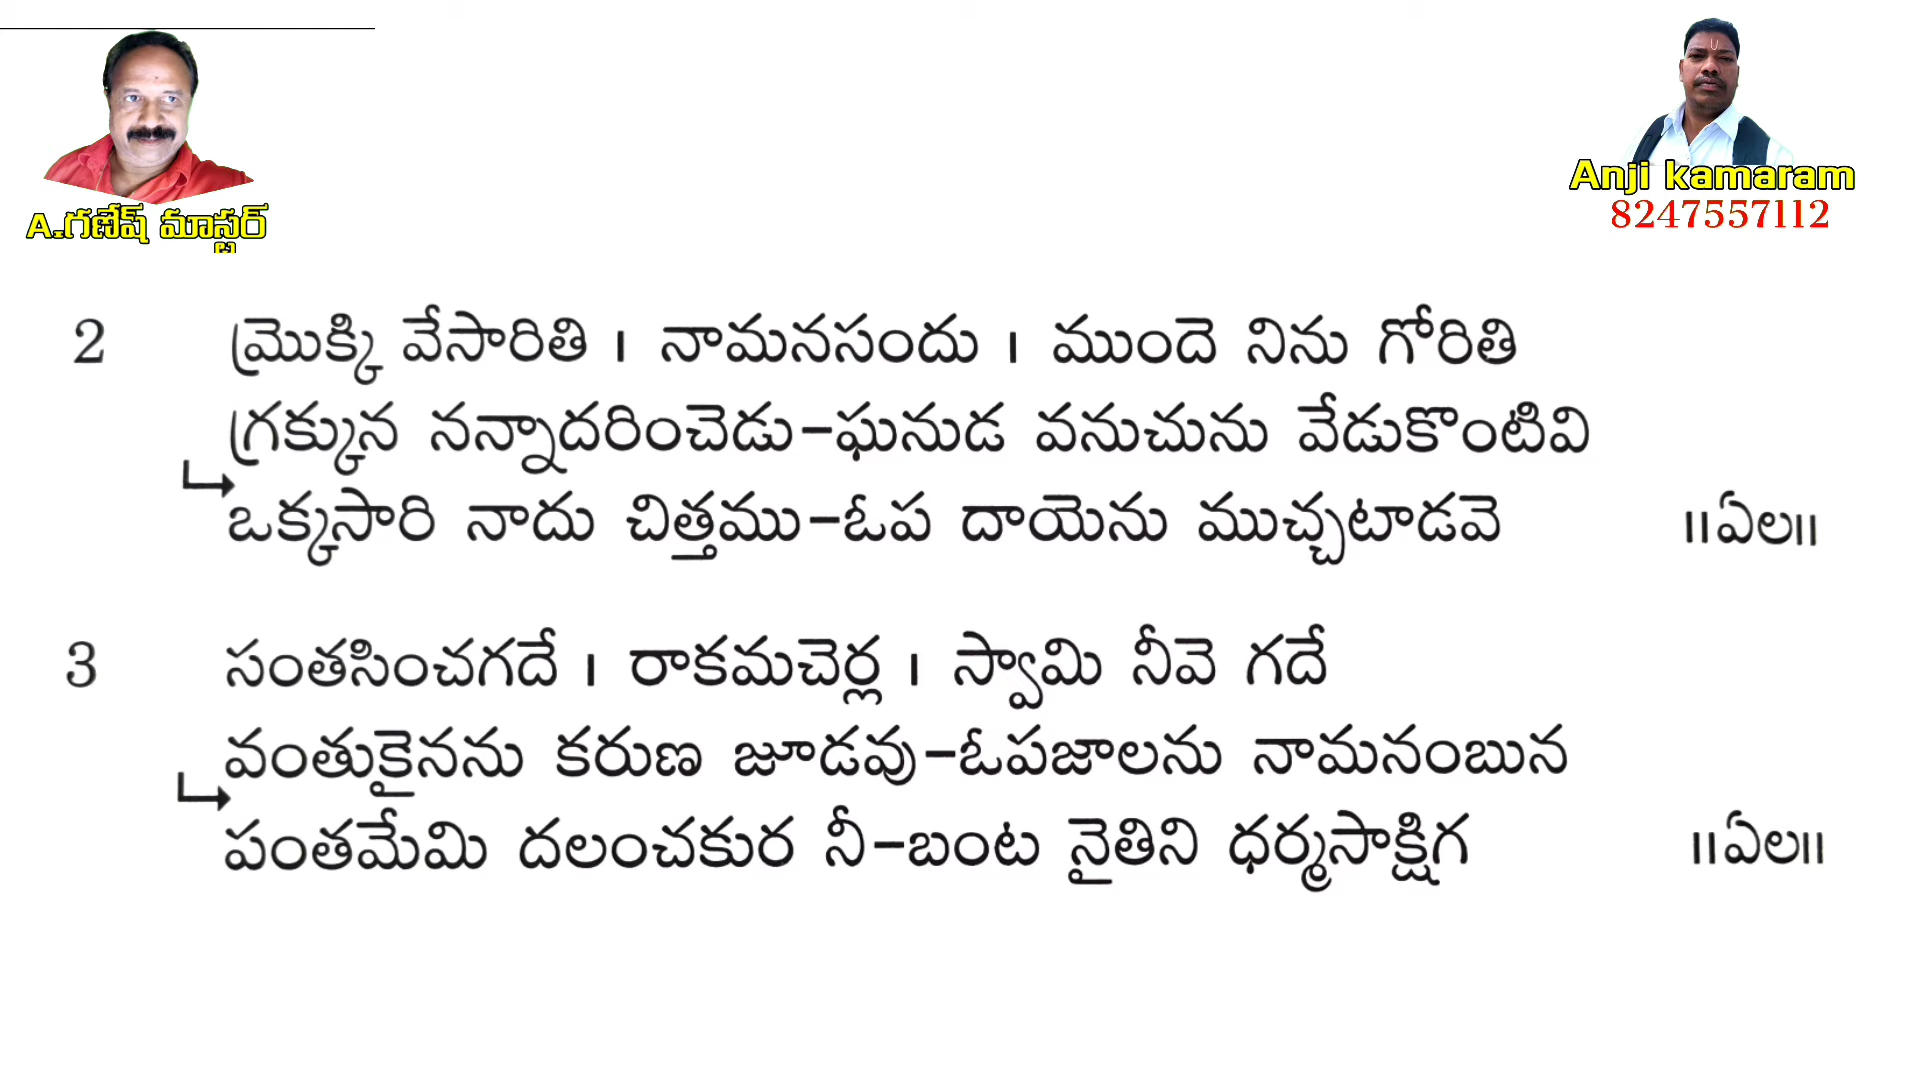 A.గణేష్ మాస్టర్
Anji kamaram
8247557112
2 మ్రొక్కి వేసారితి । నామనసందు । ముందె నిను గోరితి
గ్రక్కున నన్నాదరించెడు-ఘనుడ వనుచును వేడుకొంటివి
ఒక్కసారి నాదు చిత్తము-ఓప దాయెను ముచ్చటాడవె ॥ఏల॥
3 సంతసించగదే । రాకమచెర్ల । స్వామి నీవె గదే
వంతుకైనను కరుణ జూడవు-ఓపజాలను నామనంబున
పంతమేమి దలంచకుర నీ-బంట నైతిని ధర్మసాక్షిగ ॥ఏల॥